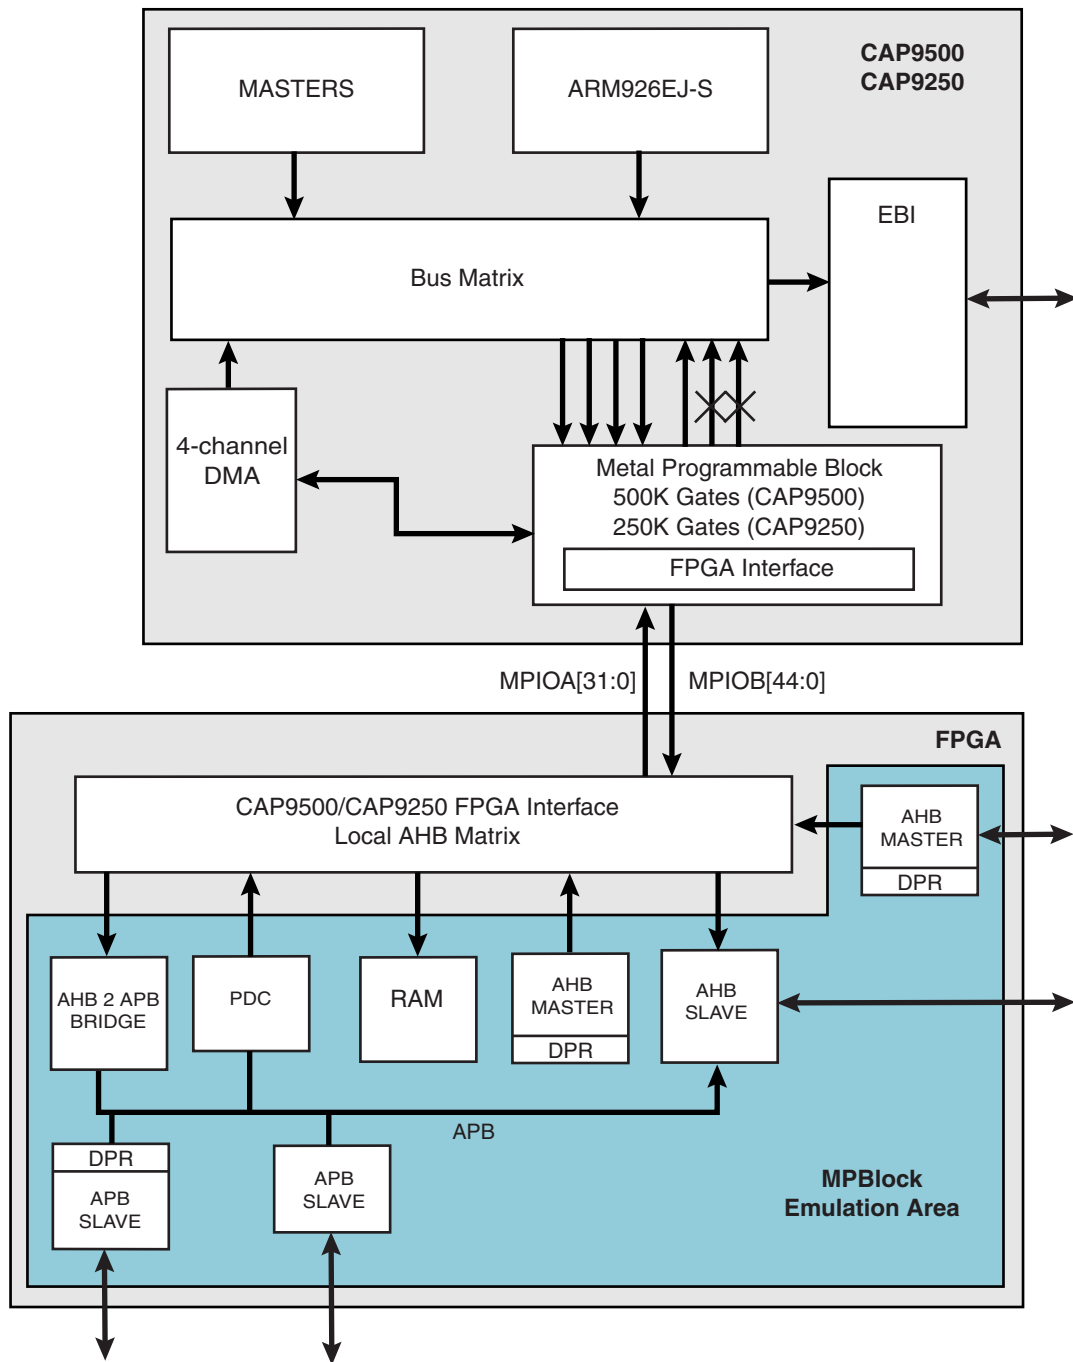 CAP9500
CAP9250
MASTERS
ARM926EJ-S
EBI
Bus Matrix
4-channel
DMA
Metal Programmable Block
500K Gates (CAP9500)
250K Gates (CAP9250)
FPGA Interface
MPIOA[31:0]
MPIOB[44:0]
FPGA
CAP9500/CAP9250 FPGA Interface
Local AHB Matrix
AHB
MASTER
DPR
AHB 2 APB
BRIDGE
PDC
RAM
AHB
MASTER
DPR
AHB
SLAVE
APB
DPR
APB
SLAVE
APB
SLAVE
MPBlock
Emulation Area